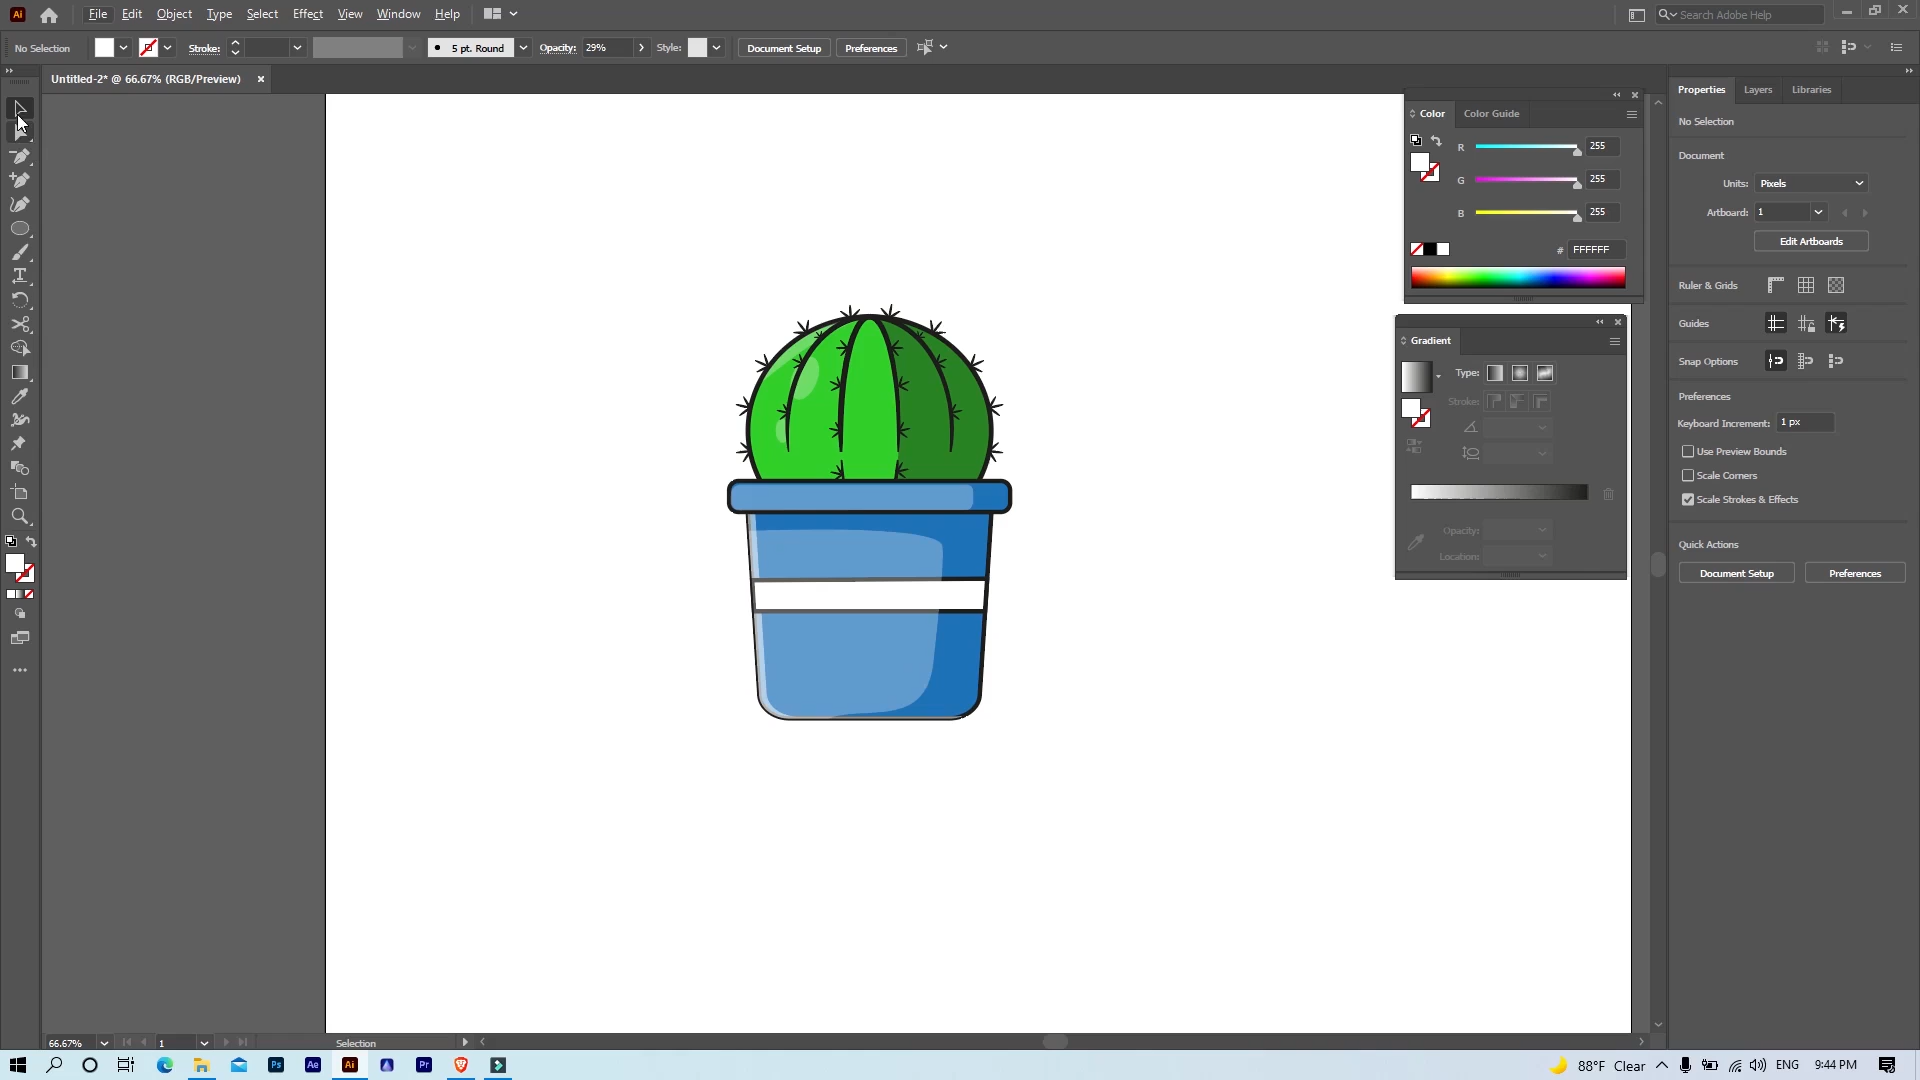 Ai File Edit Object Type Select Effect View Window Help Search Adobe Help
No Selection Stroke: 5 pt. Round Opacity: 29% Style: Document Setup Preferences
Untitled-2* @ 66.67% (RGB/Preview)
Color Color Guide
R 255
G 255
B 255
# FFFFFF
Gradient
Type:
Stroke:
Opacity:
Location:
Properties Layers Libraries
No Selection
Document
Units: Pixels
Artboard: 1
Edit Artboards
Ruler & Grids
Guides
Snap Options
Preferences
Keyboard Increment: 1 px
Use Preview Bounds
Scale Corners
Scale Strokes & Effects
Quick Actions
Document Setup Preferences
66.67% 1 Selection
Ps Ae Ai Pr 88°F Clear ENG 9:44 PM